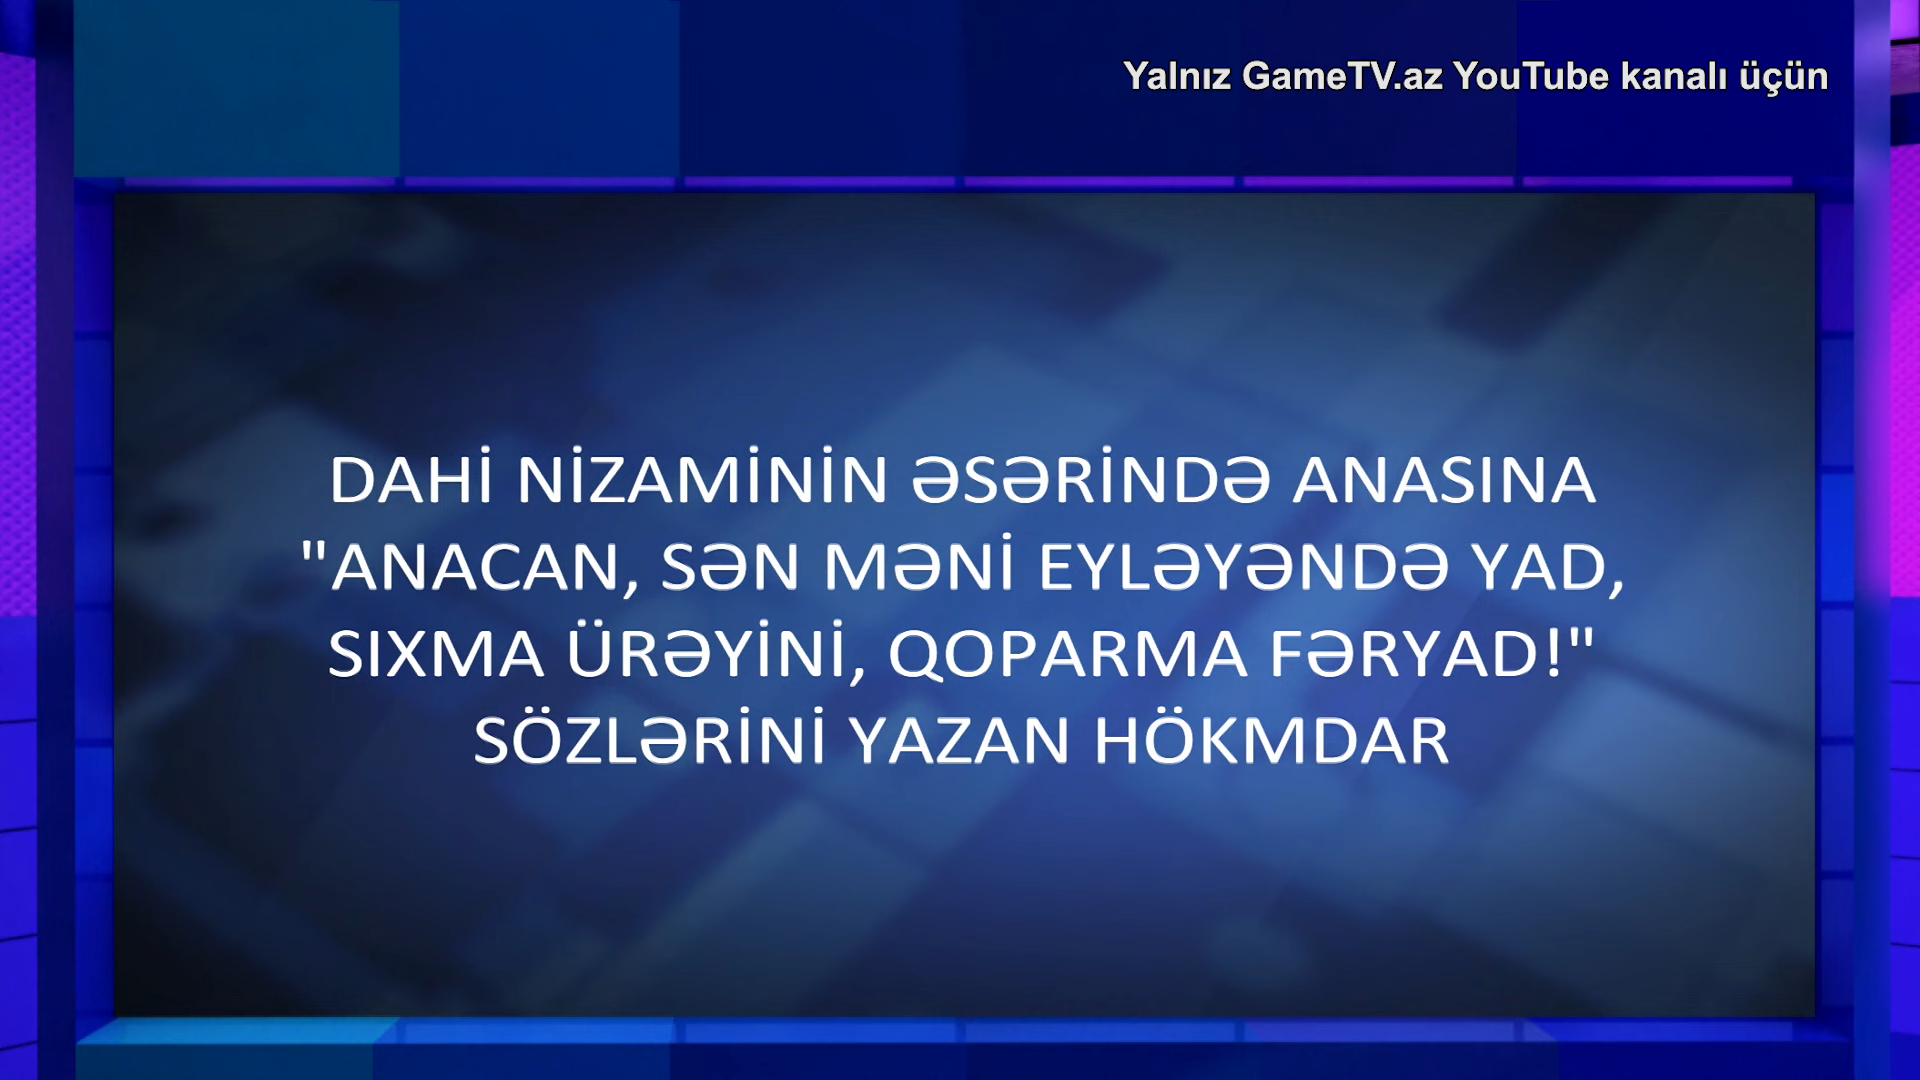 Yalnız GameTV.az YouTube kanalı üçün
DAHİ NİZAMİNİN ƏSƏRİNDƏ ANASINA
"ANACAN, SƏN MƏNİ EYLƏYƏNDƏ YAD,
SIXMA ÜRƏYİNİ, QOPARMA FƏRYAD!"
SÖZLƏRİNİ YAZAN HÖKMDAR